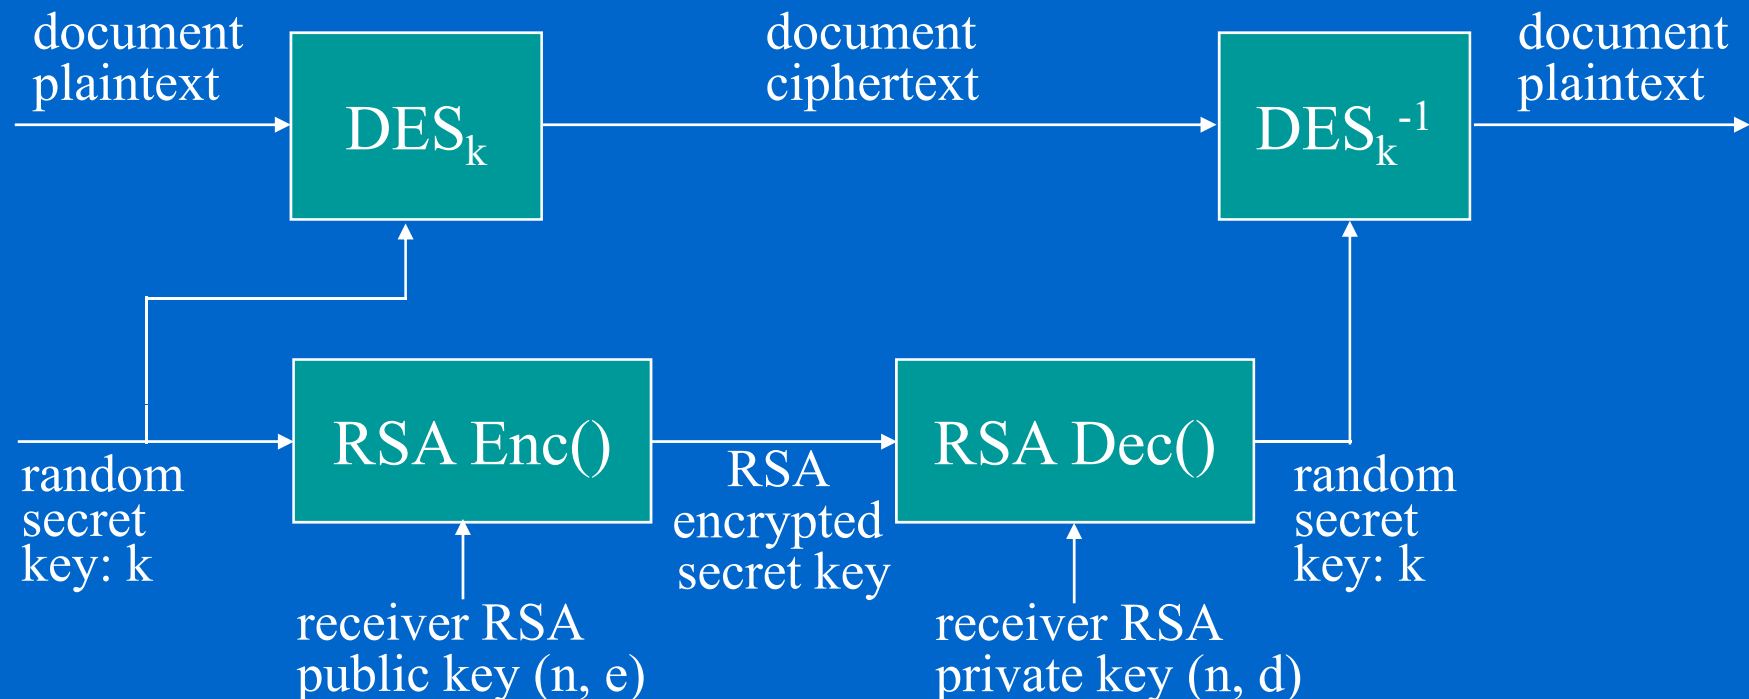 document
plaintext
DESₖ
document
ciphertext
DESₖ⁻¹
document
plaintext
random
secret
key: k
RSA Enc()
receiver RSA
public key (n, e)
RSA
encrypted
secret key
RSA Dec()
receiver RSA
private key (n, d)
random
secret
key: k